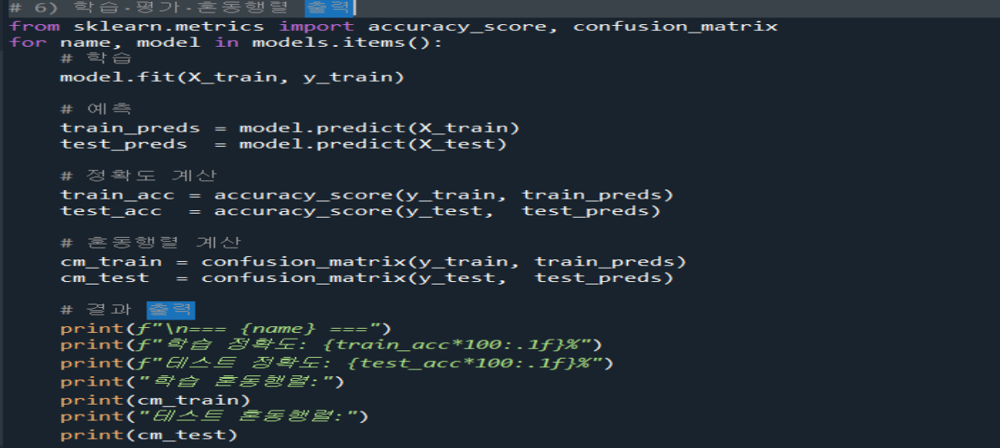 # 6) 학습·평가·혼동행렬 출력
from sklearn.metrics import accuracy_score, confusion_matrix
for name, model in models.items():
    # 학습
    model.fit(X_train, y_train)

    # 예측
    train_preds = model.predict(X_train)
    test_preds  = model.predict(X_test)

    # 정확도 계산
    train_acc = accuracy_score(y_train, train_preds)
    test_acc  = accuracy_score(y_test,  test_preds)

    # 혼동행렬 계산
    cm_train = confusion_matrix(y_train, train_preds)
    cm_test  = confusion_matrix(y_test,  test_preds)

    # 결과 출력
    print(f"\n=== {name} ===")
    print(f"학습 정확도: {train_acc*100:.1f}%")
    print(f"테스트 정확도: {test_acc*100:.1f}%")
    print("학습 혼동행렬:")
    print(cm_train)
    print("테스트 혼동행렬:")
    print(cm_test)